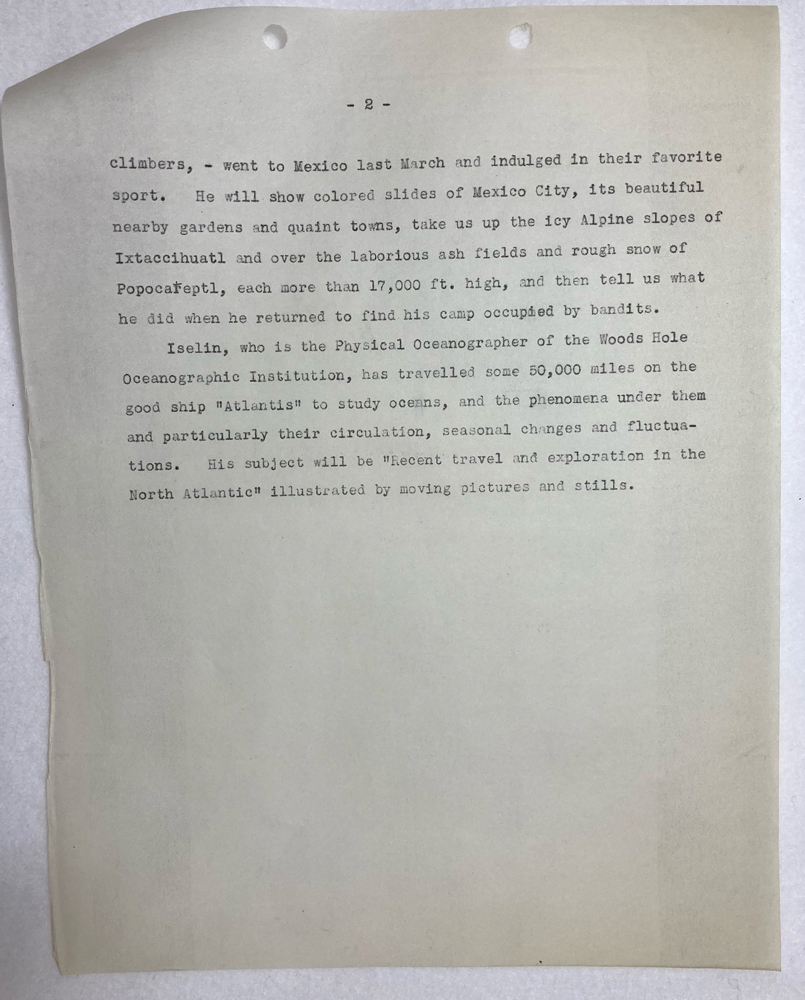 - 2 -
climbers, - went to Mexico last March and indulged in their favorite
sport. He will show colored slides of Mexico City, its beautiful
nearby gardens and quaint towns, take us up the icy Alpine slopes of
Ixtaccihuatl and over the laborious ash fields and rough snow of
Popocateptl, each more than 17,000 ft. high, and then tell us what
he did when he returned to find his camp occupied by bandits.
Iselin, who is the Physical Oceanographer of the Woods Hole
Oceanographic Institution, has travelled some 50,000 miles on the
good ship "Atlantis" to study oceans, and the phenomena under them
and particularly their circulation, seasonal changes and fluctua-
tions. His subject will be "Recent travel and exploration in the
North Atlantic" illustrated by moving pictures and stills.